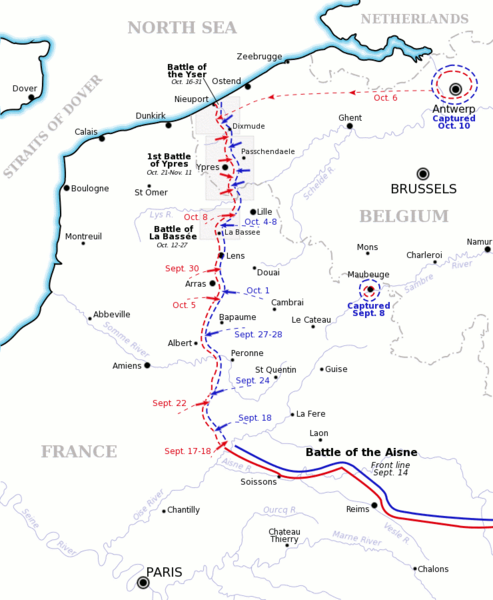 NORTH SEA
NETHERLANDS
Zeebrugge
Battle of
the Yser
Oct. 16-31
Ostend
Dover
Nieuport
Oct. 6
Antwerp
Captured
Oct. 10
STRAITS OF DOVER
Dunkirk
Dixmude
Ghent
Calais
Passchendaele
1st Battle
of Ypres
Oct. 21-Nov. 11
Ypres
Schelde R.
BRUSSELS
Boulogne
St Omer
Lys R.
Oct. 8
Lille
Oct. 4-8
BELGIUM
Battle of
La Bassée
Oct. 12-27
La Bassée
Montreuil
Mons
Namur
Lens
Charleroi
Sept. 30
Douai
Maubeuge
Sambre
River
Arras
Oct. 1
Oct. 5
Cambrai
Captured
Sept. 8
Abbeville
Bapaume
Le Cateau
Somme River
Sept. 27-28
Albert
Peronne
Amiens
St Quentin
Guise
Sept. 24
Sept. 22
La Fere
Sept. 18
Laon
FRANCE
Sept. 17-18
Battle of the Aisne
Front line
Sept. 14
Aisne R.
Soissons
Oise River
Chantilly
Ourcq R.
Reims
Seine
River
Chateau
Thierry
Marne River
Vesle R.
Chalons
PARIS